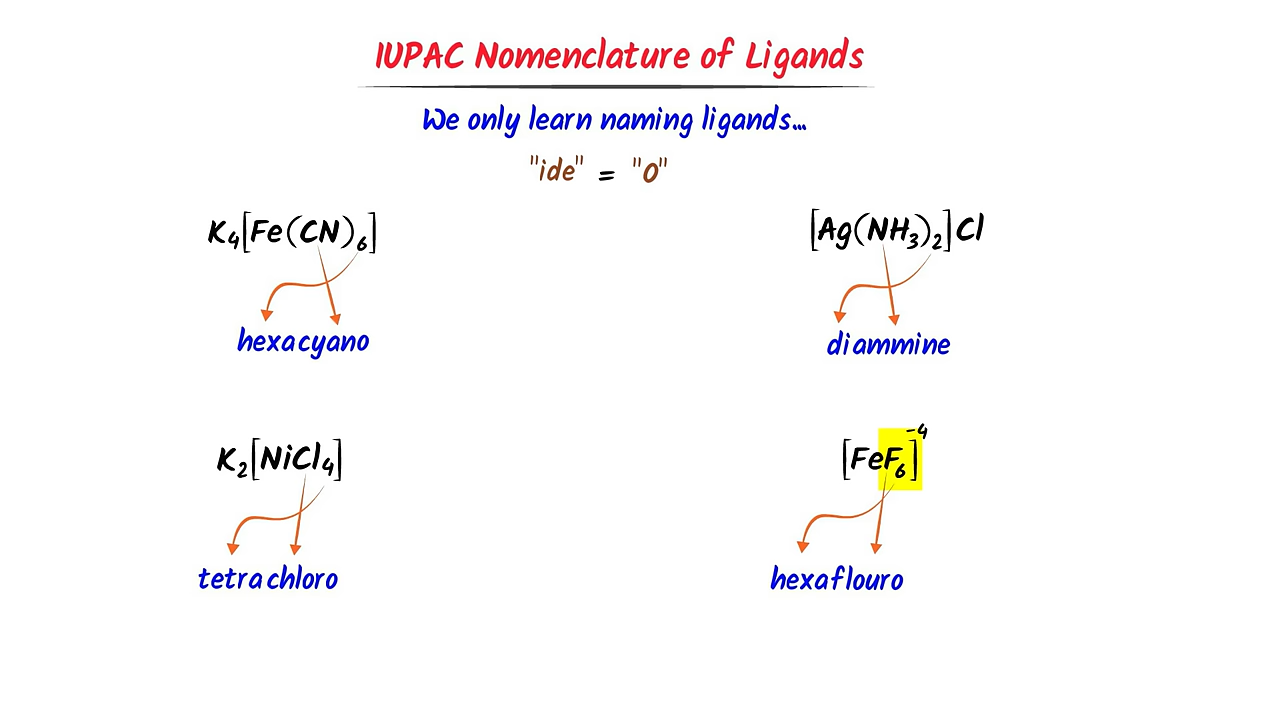 IUPAC Nomenclature of Ligands
We only learn naming ligands...
"ide" = "O"
K₄[Fe(CN)₆]
hexacyano
[Ag(NH₃)₂]Cl
diammine
K₂[NiCl₄]
tetrachloro
[FeF₆]⁻⁴
hexaflouro